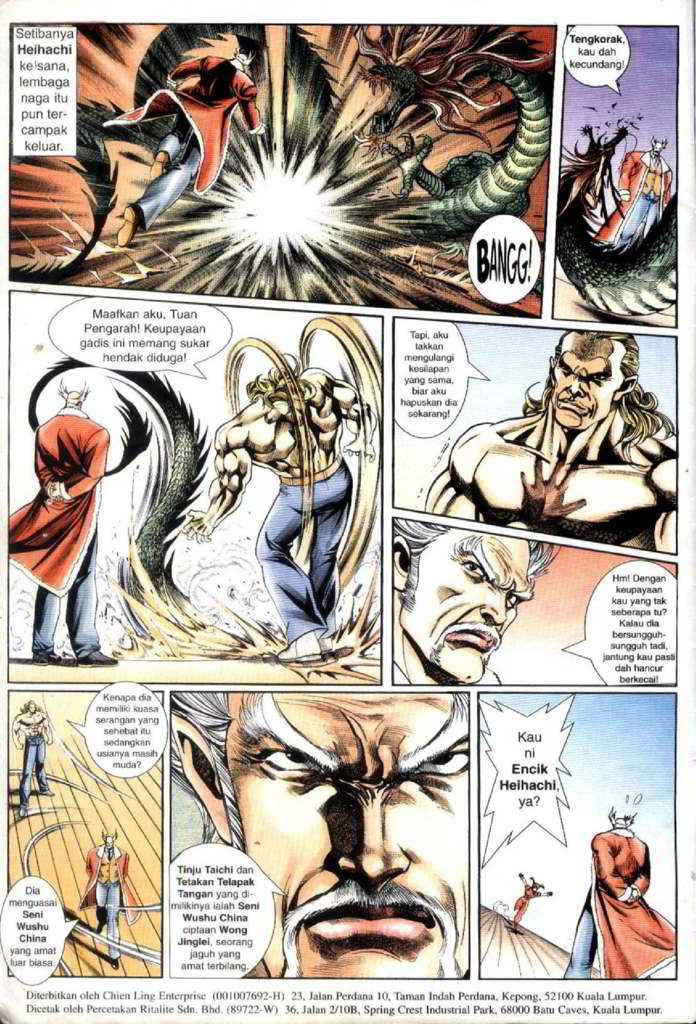 Setibanya
Heihachi
ke sana,
lembaga
naga itu
pun ter-
campak
keluar.
BANGG!
Tengkorak,
kau dah
kecundang!
Maafkan aku, Tuan
Pengarah! Keupayaan
gadis ini memang sukar
hendak diduga!
Tapi, aku
takkan
mengulangi
kesilapan
yang sama,
biar aku
hapuskan dia
sekarang!
Hm! Dengan
keupayaan
kau yang tak
seberapa tu?
Kalau dia
bersungguh-
sungguh tadi,
jantung kau pasti
dah hancur
berkecai!
Kenapa dia
memiliki kuasa
serangan yang
sehebat itu
sedangkan
usianya masih
muda?
Dia
menguasai
Seni
Wushu
China
yang amat
luar biasa.
Tinju Taichi dan
Tetakan Telapak
Tangan yang di-
milikinya ialah Seni
Wushu China
ciptaan Wong
Jinglei, seorang
jaguh yang
amat terbilang.
Kau
ni
Encik
Heihachi,
ya?
Diterbitkan oleh Chien Ling Enterprise (001007692-H) 23, Jalan Perdana 10, Taman Indah Perdana, Kepong, 52100 Kuala Lumpur.
Dicetak oleh Percetakan Ritalite Sdn. Bhd. (89722-W) 36, Jalan 2/10B, Spring Crest Industrial Park, 68000 Batu Caves, Kuala Lumpur.